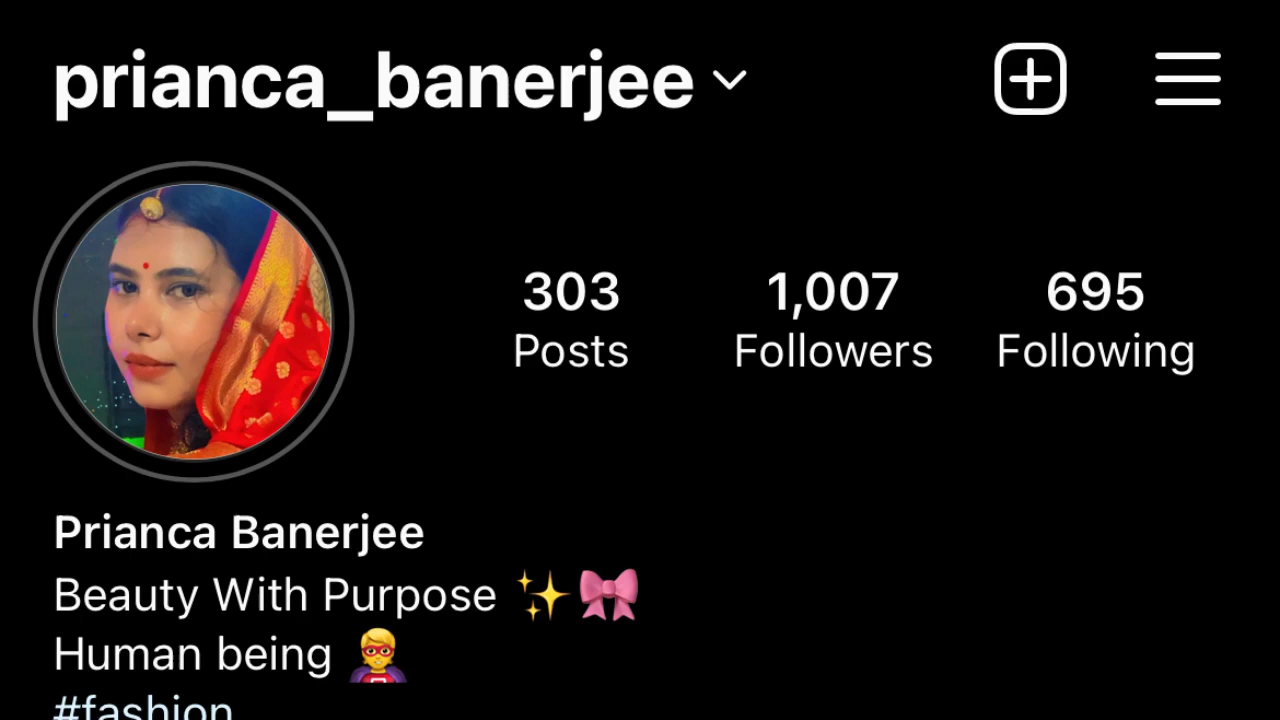 prianca_banerjee
303 1,007 695
Posts Followers Following
Prianca Banerjee
Beauty With Purpose ✨🎀
Human being 🦸
#fashion